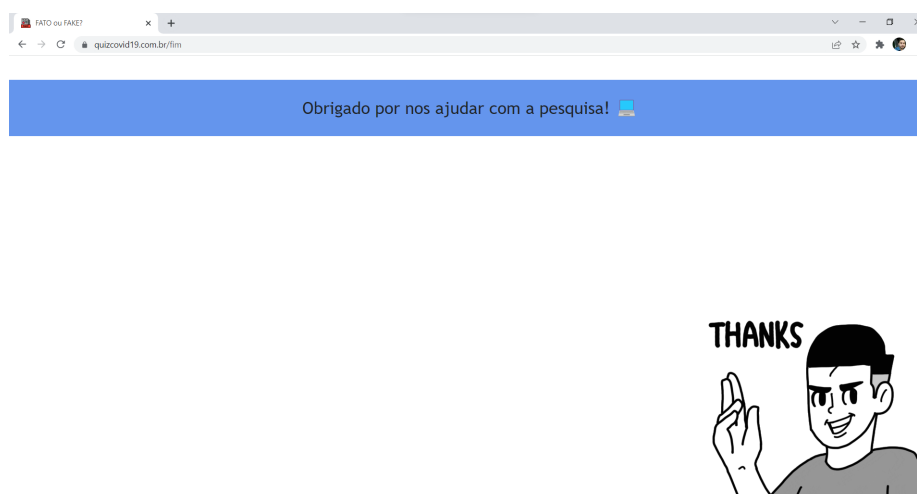 FATO ou FAKE?
quizcovid19.com.br/fim
Obrigado por nos ajudar com a pesquisa!
THANKS